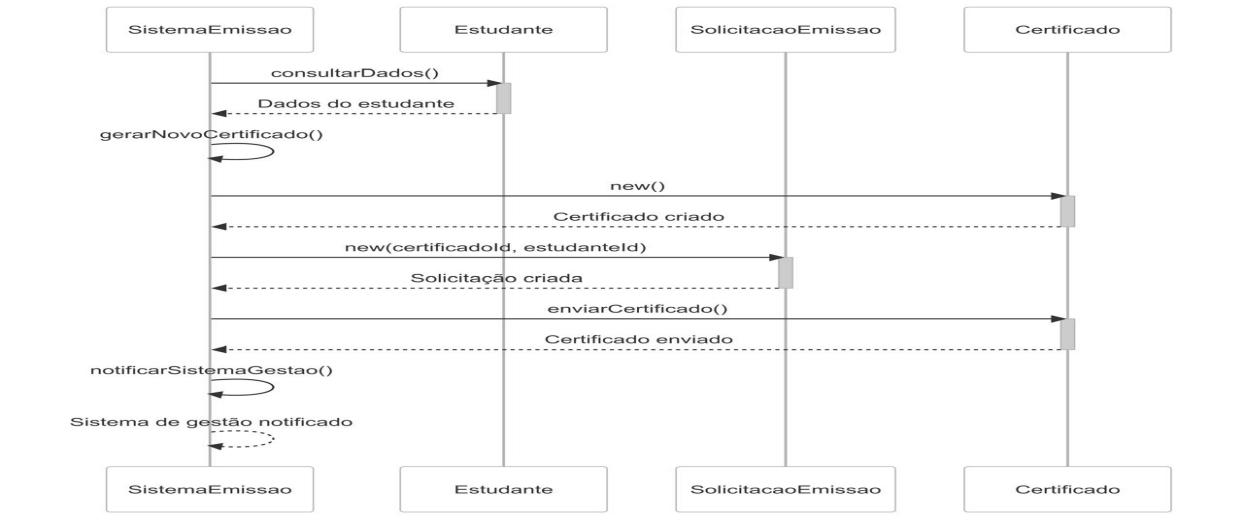 SistemaEmissao
Estudante
SolicitacaoEmissao
Certificado
consultarDados()
Dados do estudante
gerarNovoCertificado()
new()
Certificado criado
new(certificadoId, estudanteId)
Solicitação criada
enviarCertificado()
Certificado enviado
notificarSistemaGestao()
Sistema de gestão notificado
SistemaEmissao
Estudante
SolicitacaoEmissao
Certificado